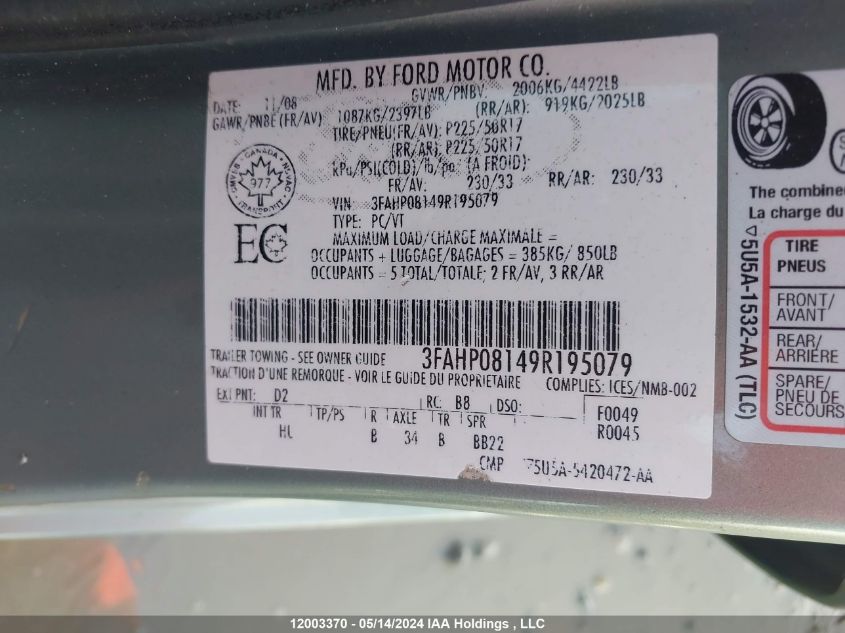 MFD. BY FORD MOTOR CO.
DATE: 11/08 GVWR/PNBV: 2006KG/4422LB
GAWR/PNBE (FR/AV) 1087KG/2397LB (RR/AR): 919KG/2025LB
TIRE/PNEU(FR/AV): P225/50R17
(RR/AR): P225/50R17
kPa/PSI(COLD)/lb/po² (A FROID):
FR/AV: 230/33 RR/AR: 230/33
VIN: 3FAHP08149R195079
TYPE: PC/VT
MAXIMUM LOAD/CHARGE MAXIMALE =
OCCUPANTS + LUGGAGE/BAGAGES = 385KG/ 850LB
OCCUPANTS = 5 TOTAL/TOTALE; 2 FR/AV, 3 RR/AR
CANADA
977
TRANSPORT
EC
3FAHP08149R195079
TRAILER TOWING - SEE OWNER GUIDE
TRACTION D'UNE REMORQUE - VOIR LE GUIDE DU PROPRIETAIRE
COMPLIES: ICES/NMB-002
EXT PNT: D2 RC: B8 DSO:
F0049
R0045
INT TR TP/PS R AXLE TR SPR
HL B 34 B BB22
CMP 75U5A-5420472-AA
The combined
La charge du
5U5A-1532-AA (TLC)
TIRE
PNEUS
FRONT/
AVANT
REAR/
ARRIÈRE
SPARE/
PNEU DE
SECOURS
12003370 - 05/14/2024 IAA Holdings , LLC